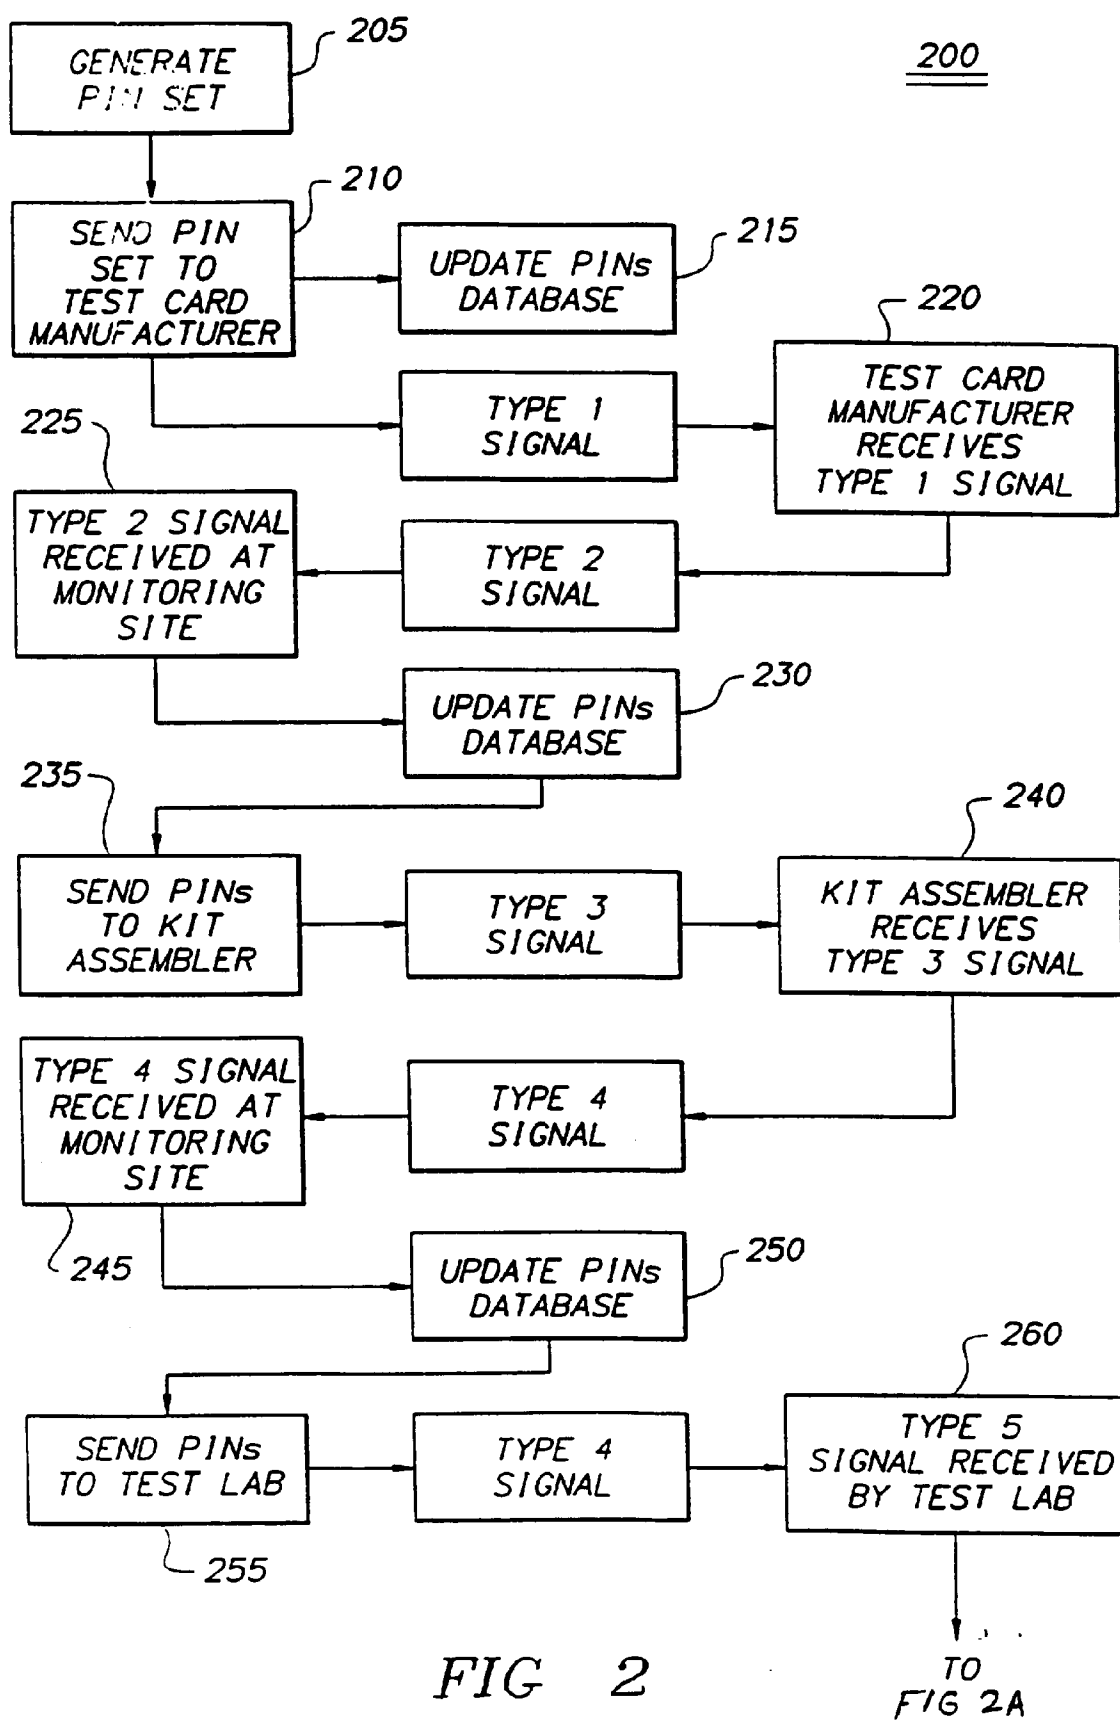 205
200
GENERATE
PIN SET
210
SEND PIN
SET TO
TEST CARD
MANUFACTURER
215
UPDATE PINs
DATABASE
220
TYPE 1
SIGNAL
TEST CARD
MANUFACTURER
RECEIVES
TYPE 1 SIGNAL
225
TYPE 2 SIGNAL
RECEIVED AT
MONITORING
SITE
TYPE 2
SIGNAL
230
UPDATE PINs
DATABASE
235
240
SEND PINs
TO KIT
ASSEMBLER
TYPE 3
SIGNAL
KIT ASSEMBLER
RECEIVES
TYPE 3 SIGNAL
TYPE 4 SIGNAL
RECEIVED AT
MONITORING
SITE
TYPE 4
SIGNAL
245
250
UPDATE PINs
DATABASE
260
SEND PINs
TO TEST LAB
TYPE 4
SIGNAL
TYPE 5
SIGNAL RECEIVED
BY TEST LAB
255
FIG 2
TO
FIG 2A